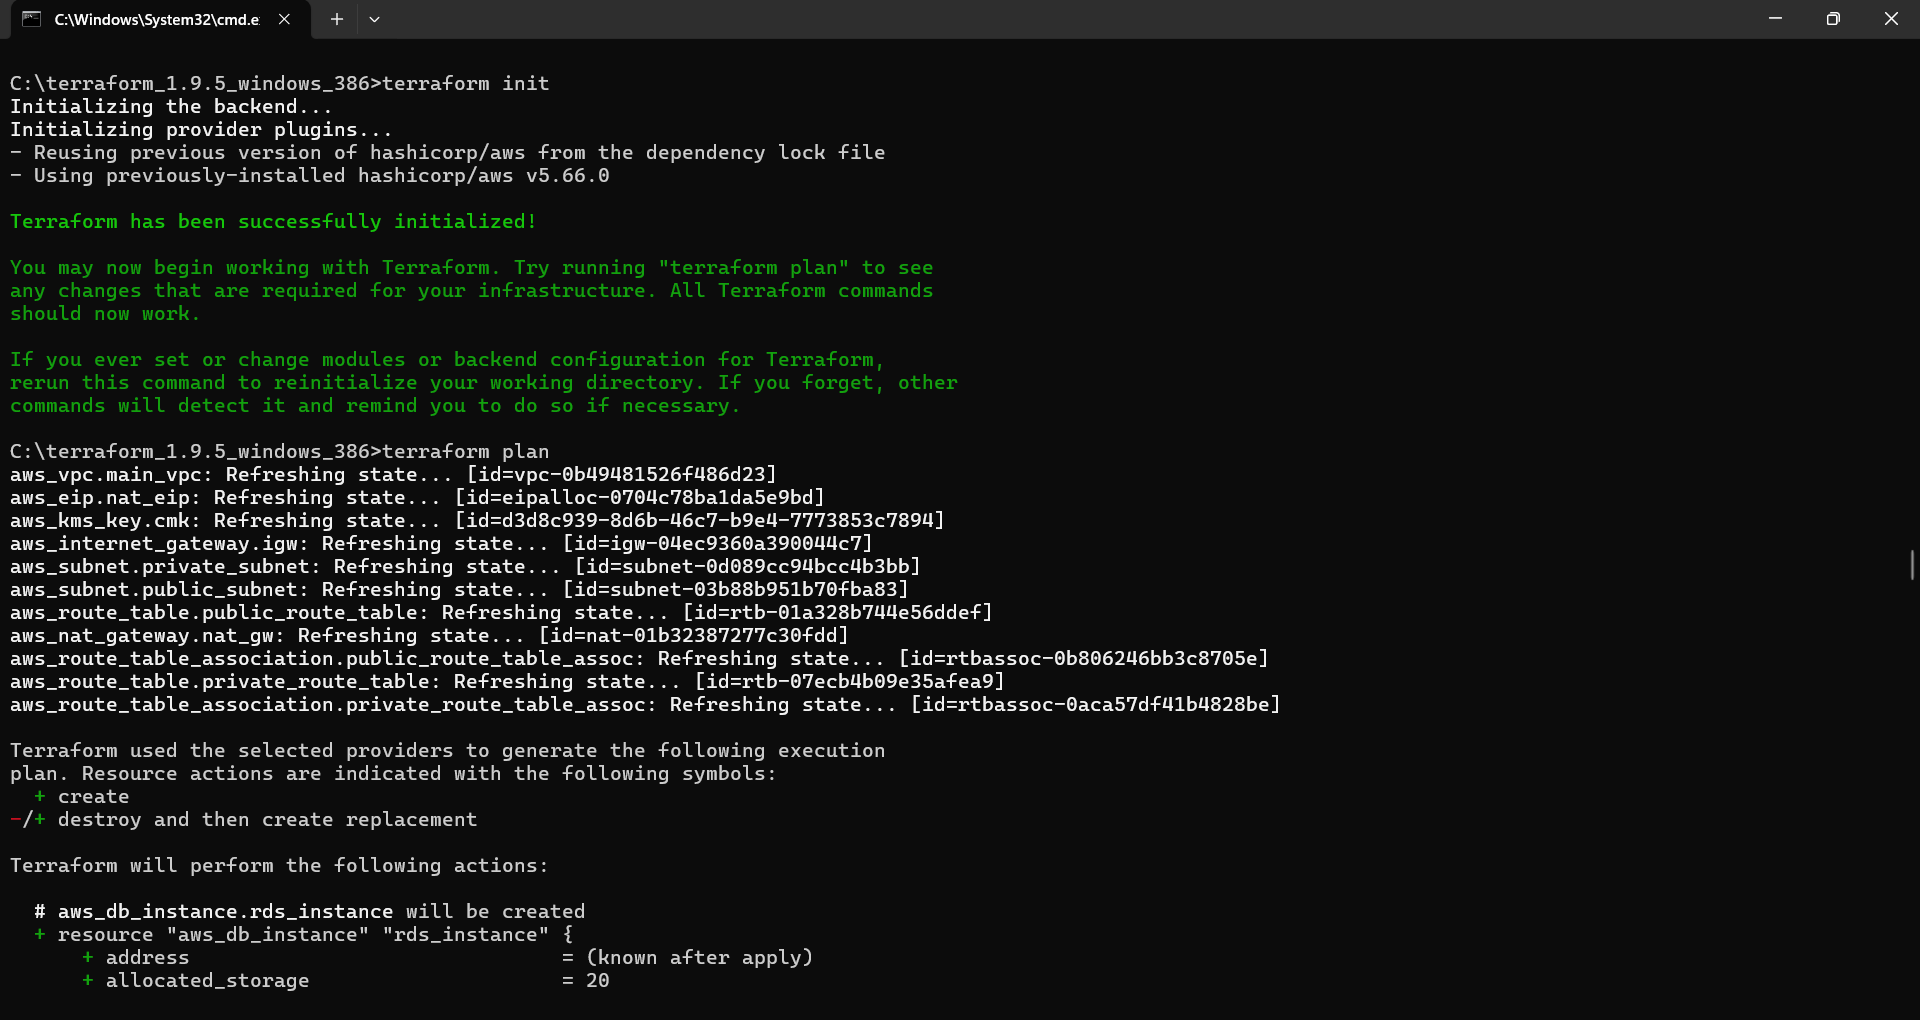 C:\Windows\System32\cmd.e
C:\terraform_1.9.5_windows_386>terraform init
Initializing the backend...
Initializing provider plugins...
- Reusing previous version of hashicorp/aws from the dependency lock file
- Using previously-installed hashicorp/aws v5.66.0
Terraform has been successfully initialized!
You may now begin working with Terraform. Try running "terraform plan" to see
any changes that are required for your infrastructure. All Terraform commands
should now work.
If you ever set or change modules or backend configuration for Terraform,
rerun this command to reinitialize your working directory. If you forget, other
commands will detect it and remind you to do so if necessary.
C:\terraform_1.9.5_windows_386>terraform plan
aws_vpc.main_vpc: Refreshing state... [id=vpc-0b49481526f486d23]
aws_eip.nat_eip: Refreshing state... [id=eipalloc-0704c78ba1da5e9bd]
aws_kms_key.cmk: Refreshing state... [id=d3d8c939-8d6b-46c7-b9e4-7773853c7894]
aws_internet_gateway.igw: Refreshing state... [id=igw-04ec9360a390044c7]
aws_subnet.private_subnet: Refreshing state... [id=subnet-0d089cc94bcc4b3bb]
aws_subnet.public_subnet: Refreshing state... [id=subnet-03b88b951b70fba83]
aws_route_table.public_route_table: Refreshing state... [id=rtb-01a328b744e56ddef]
aws_nat_gateway.nat_gw: Refreshing state... [id=nat-01b32387277c30fdd]
aws_route_table_association.public_route_table_assoc: Refreshing state... [id=rtbassoc-0b806246bb3c8705e]
aws_route_table.private_route_table: Refreshing state... [id=rtb-07ecb4b09e35afea9]
aws_route_table_association.private_route_table_assoc: Refreshing state... [id=rtbassoc-0aca57df41b4828be]
Terraform used the selected providers to generate the following execution
plan. Resource actions are indicated with the following symbols:
+ create
-/+ destroy and then create replacement
Terraform will perform the following actions:
# aws_db_instance.rds_instance will be created
+ resource "aws_db_instance" "rds_instance" {
+ address = (known after apply)
+ allocated_storage = 20